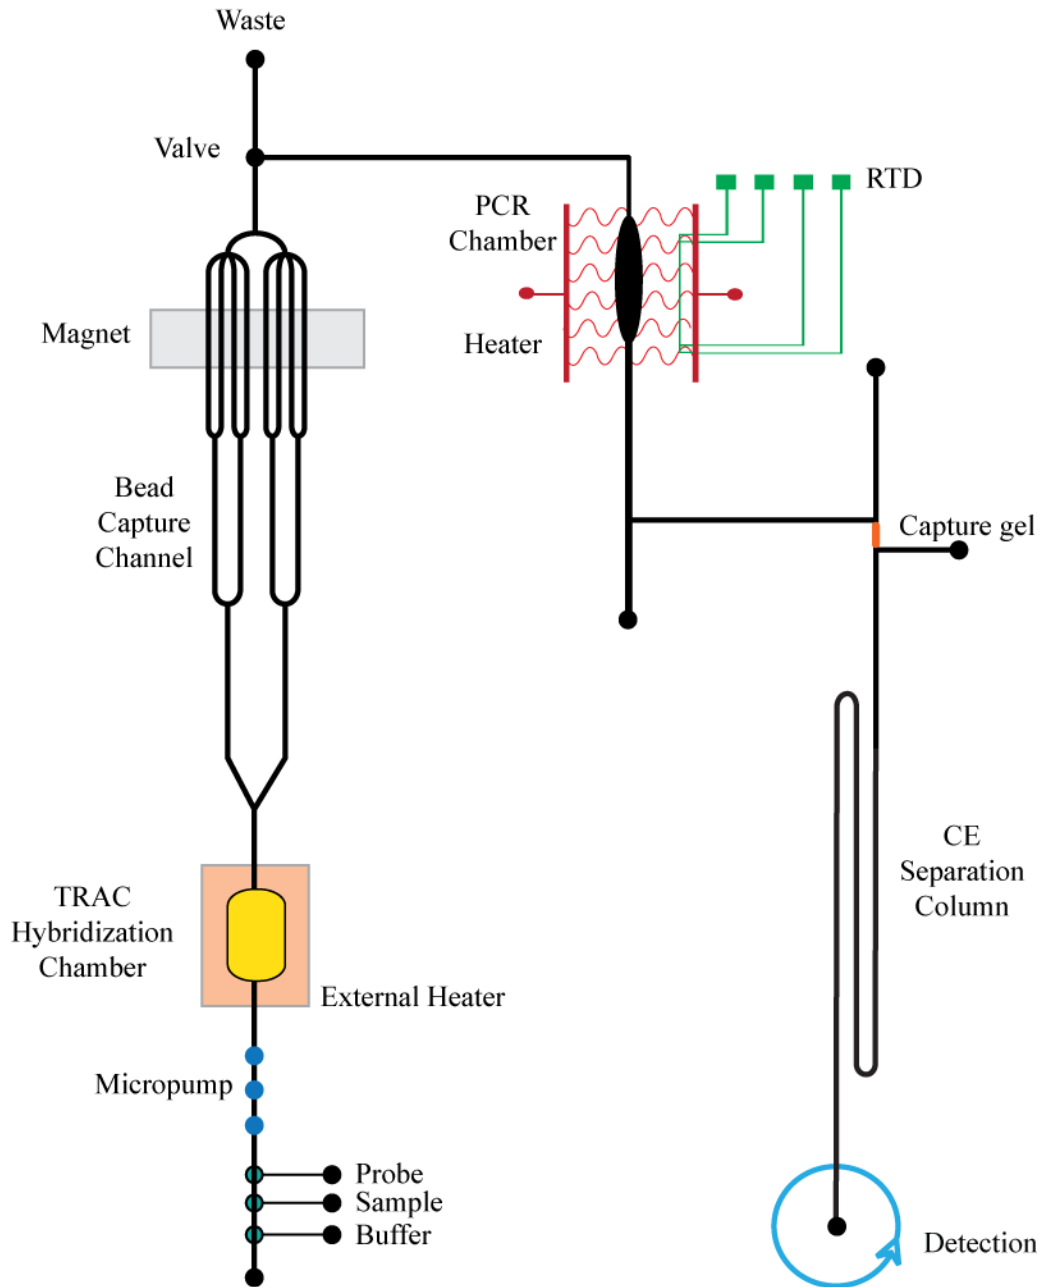 Waste
Valve
PCR
Chamber
RTD
Magnet
Heater
Bead
Capture
Channel
Capture gel
CE
Separation
Column
TRAC
Hybridization
Chamber
External Heater
Micropump
Probe
Sample
Buffer
Detection